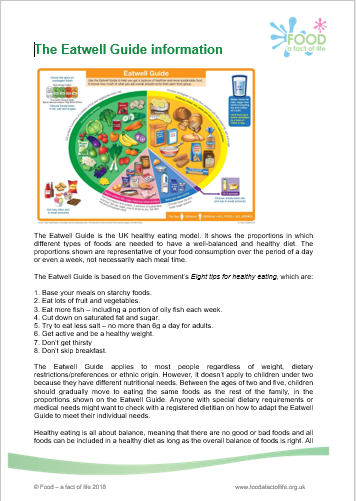 FOOD
a fact of life
The Eatwell Guide information
Eatwell Guide
The Eatwell Guide is the UK healthy eating model. It shows the proportions in which
different types of foods are needed to have a well-balanced and healthy diet. The
proportions shown are representative of your food consumption over the period of a day
or even a week, not necessarily each meal time.
The Eatwell Guide is based on the Government's Eight tips for healthy eating, which are:
1. Base your meals on starchy foods.
2. Eat lots of fruit and vegetables.
3. Eat more fish – including a portion of oily fish each week.
4. Cut down on saturated fat and sugar.
5. Try to eat less salt – no more than 6g a day for adults.
6. Get active and be a healthy weight.
7. Don't get thirsty
8. Don't skip breakfast.
The Eatwell Guide applies to most people regardless of weight, dietary
restrictions/preferences or ethnic origin. However, it doesn't apply to children under two
because they have different nutritional needs. Between the ages of two and five, children
should gradually move to eating the same foods as the rest of the family, in the
proportions shown on the Eatwell Guide. Anyone with special dietary requirements or
medical needs might want to check with a registered dietitian on how to adapt the Eatwell
Guide to meet their individual needs.
Healthy eating is all about balance, meaning that there are no good or bad foods and all
foods can be included in a healthy diet as long as the overall balance of foods is right. All
© Food – a fact of life 2018
www.foodafactoflife.org.uk